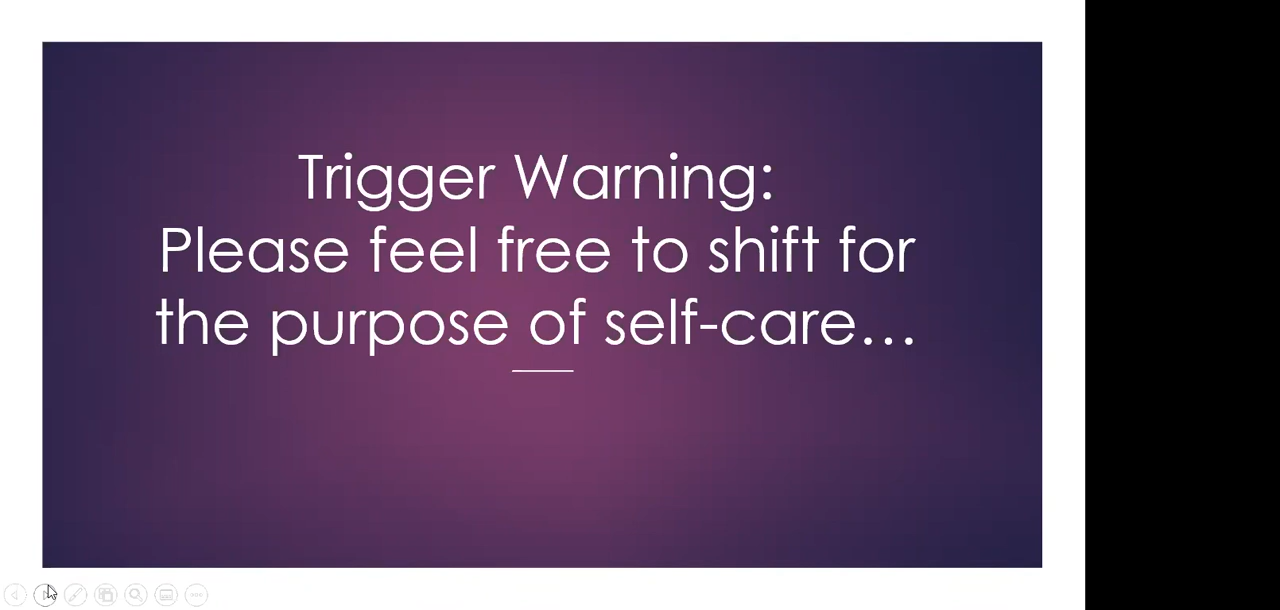 Trigger Warning:
Please feel free to shift for
the purpose of self-care…